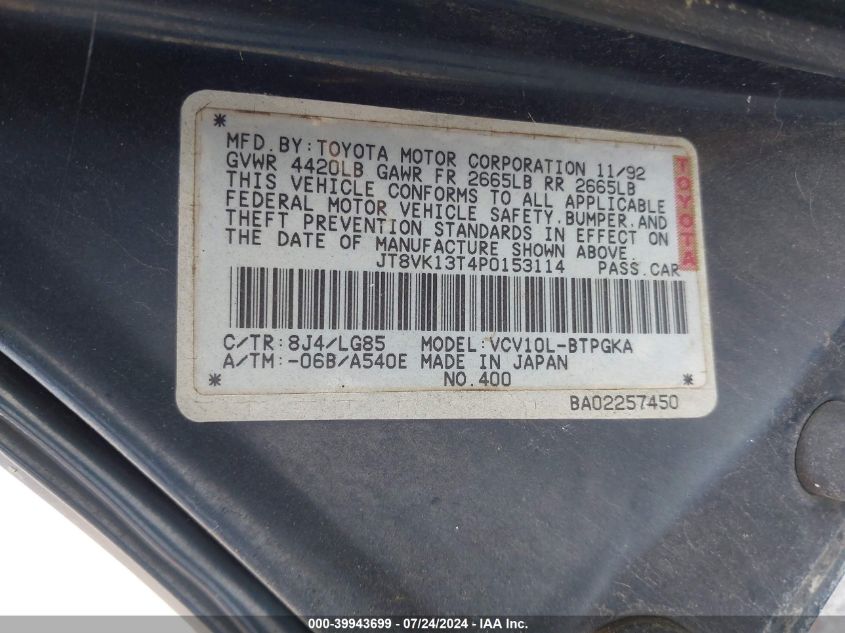 *
MFD.BY:TOYOTA MOTOR CORPORATION 11/92
GVWR 4420LB GAWR FR 2665LB RR 2665LB
THIS VEHICLE CONFORMS TO ALL APPLICABLE
FEDERAL MOTOR VEHICLE SAFETY.BUMPER.AND
THEFT PREVENTION STANDARDS IN EFFECT ON
THE DATE OF MANUFACTURE SHOWN ABOVE.
TOYOTA
JT8VK13T4P0153114 PASS.CAR
C/TR:8J4/LG85 MODEL:VCV10L-BTPGKA
A/TM:-06B/A540E MADE IN JAPAN
* NO.400 *
BA02257450
000-39943699 - 07/24/2024 - IAA Inc.